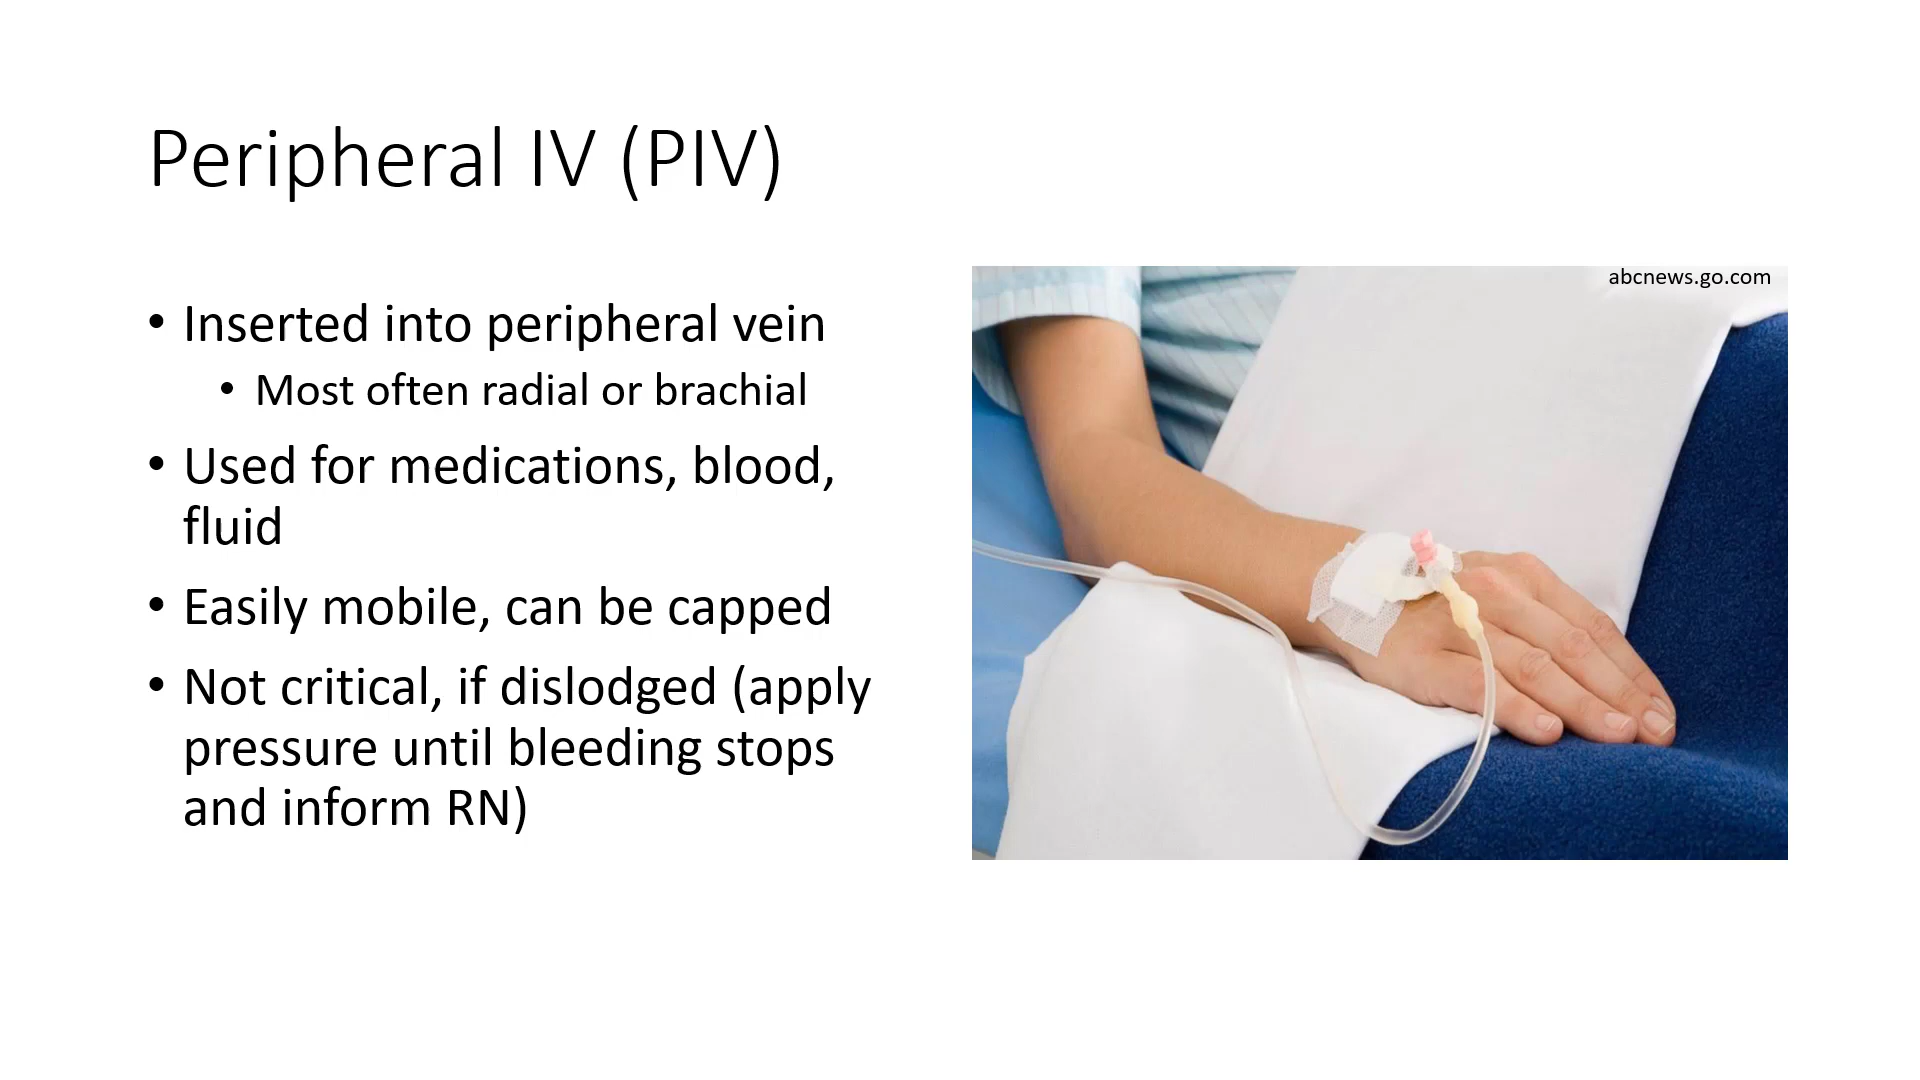 Peripheral IV (PIV)
abcnews.go.com
• Inserted into peripheral vein
• Most often radial or brachial
• Used for medications, blood,
fluid
• Easily mobile, can be capped
• Not critical, if dislodged (apply
pressure until bleeding stops
and inform RN)